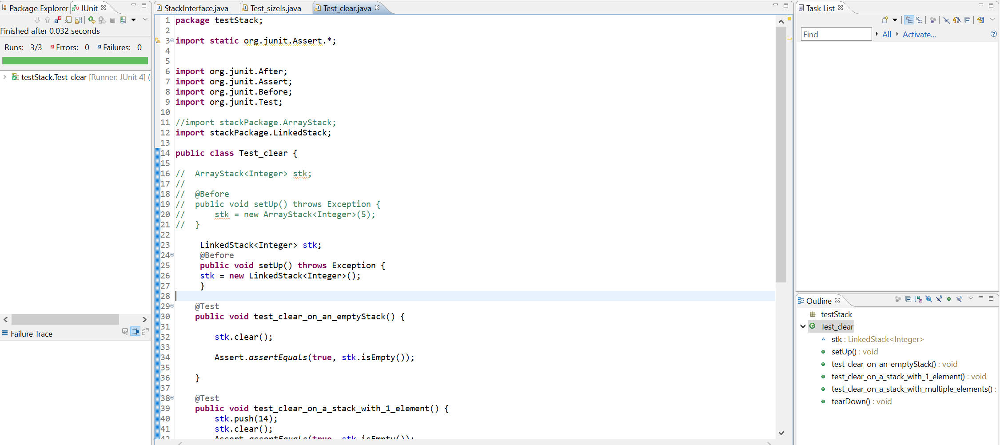 Package Explorer JUnit
Finished after 0.032 seconds
Runs: 3/3 Errors: 0 Failures: 0
testStack.Test_clear [Runner: JUnit 4] (
Failure Trace
StackInterface.java Test_sizeIs.java Test_clear.java
1 package testStack;
2
3 import static org.junit.Assert.*;
4
5
6 import org.junit.After;
7 import org.junit.Assert;
8 import org.junit.Before;
9 import org.junit.Test;
10
11 //import stackPackage.ArrayStack;
12 import stackPackage.LinkedStack;
13
14 public class Test_clear {
15
16 //  ArrayStack<Integer> stk;
17 //
18 //  @Before
19 //  public void setUp() throws Exception {
20 //      stk = new ArrayStack<Integer>(5);
21 //  }
22
23     LinkedStack<Integer> stk;
24     @Before
25     public void setUp() throws Exception {
26     stk = new LinkedStack<Integer>();
27     }
28
29    @Test
30    public void test_clear_on_an_emptyStack() {
31
32        stk.clear();
33
34        Assert.assertEquals(true, stk.isEmpty());
35
36    }
37
38    @Test
39    public void test_clear_on_a_stack_with_1_element() {
40        stk.push(14);
41        stk.clear();
42        Assert.assertEquals(true, stk.isEmpty());
Task List
Find All Activate...
Outline
testStack
Test_clear
stk : LinkedStack<Integer>
setUp() : void
test_clear_on_an_emptyStack() : void
test_clear_on_a_stack_with_1_element() : void
test_clear_on_a_stack_with_multiple_elements() :
tearDown() : void